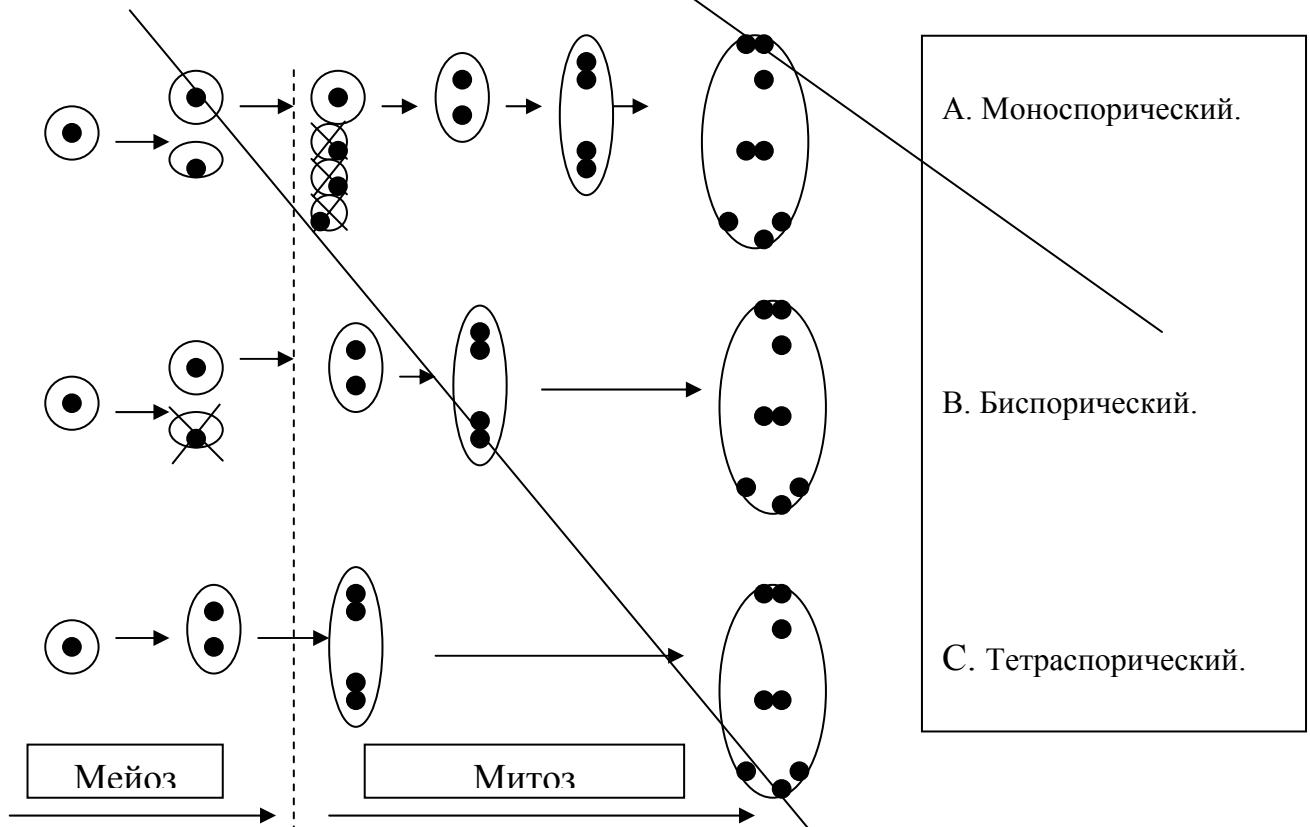 А. Моноспорический.
В. Биспорический.
С. Тетраспорический.
Мейоз
Митоз